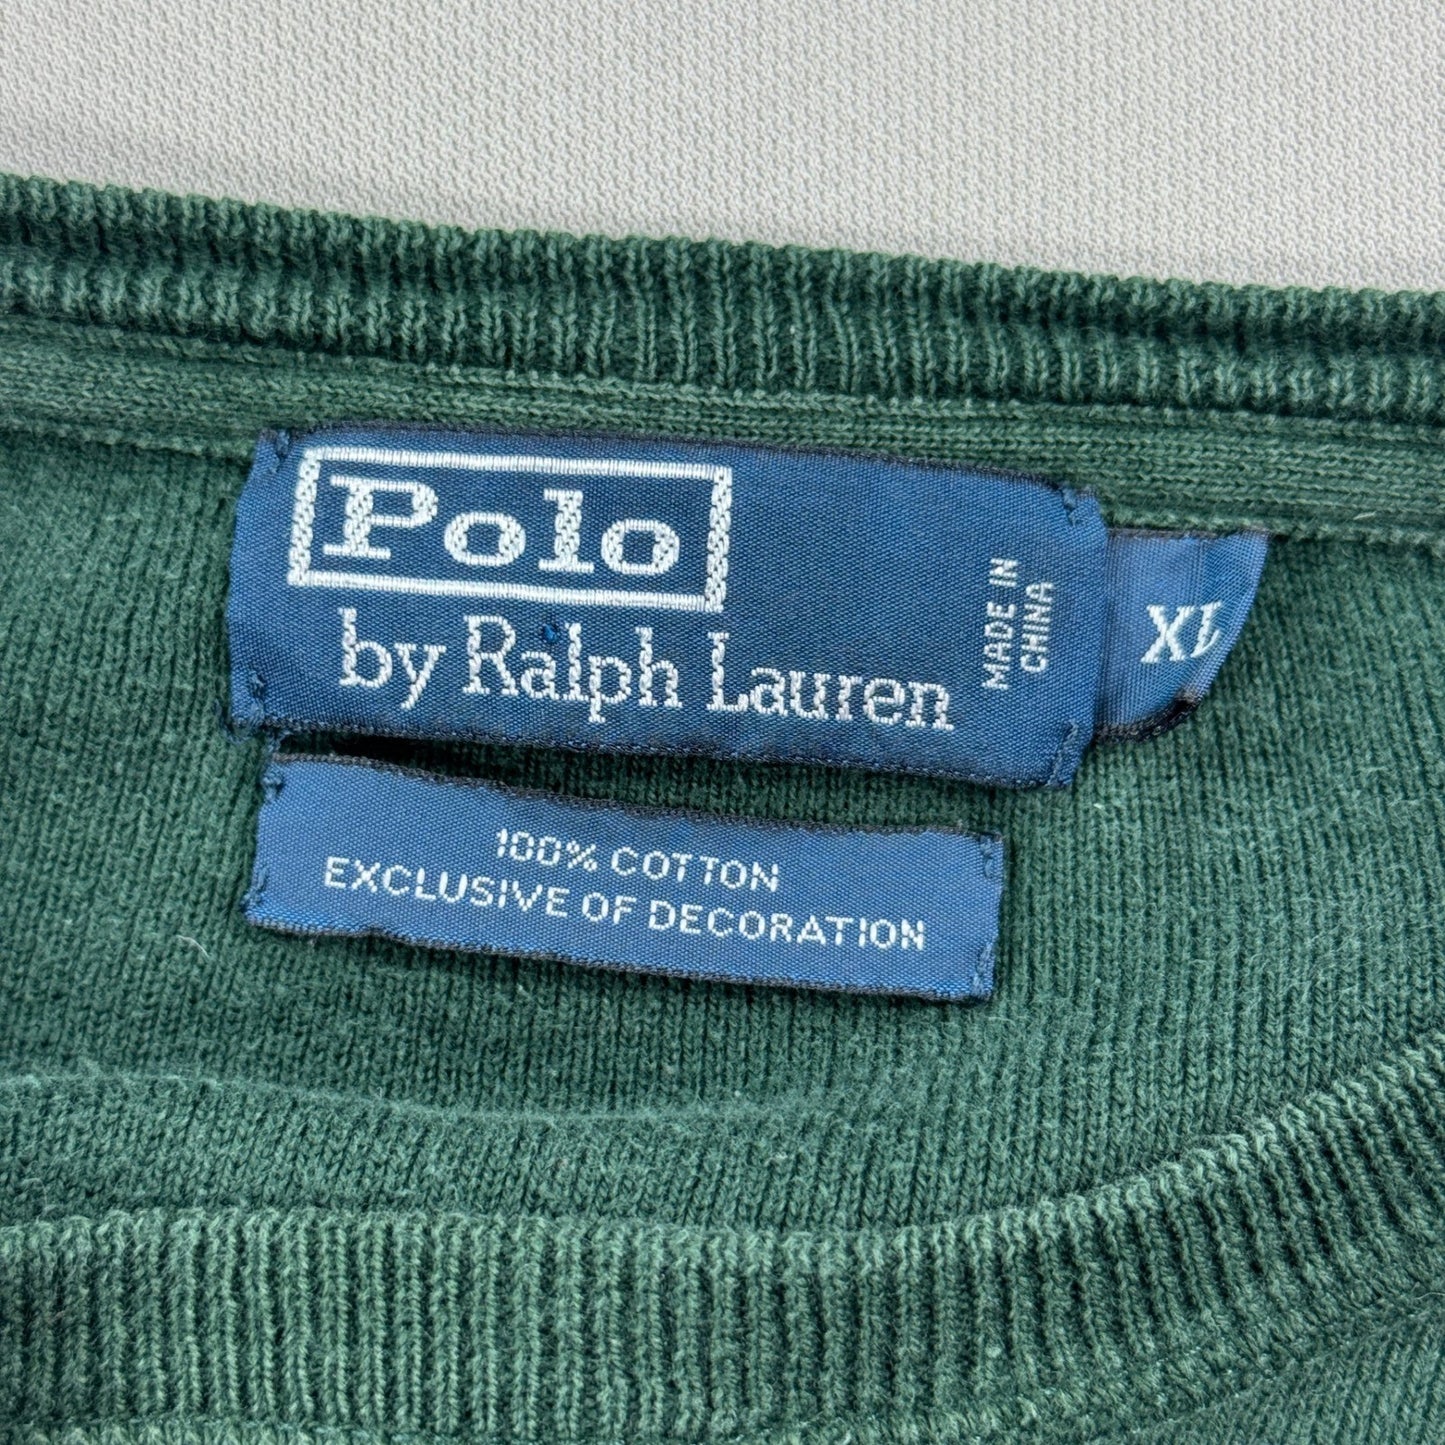 Polo
by Ralph Lauren
MADE IN
CHINA
XL
100% COTTON
EXCLUSIVE OF DECORATION